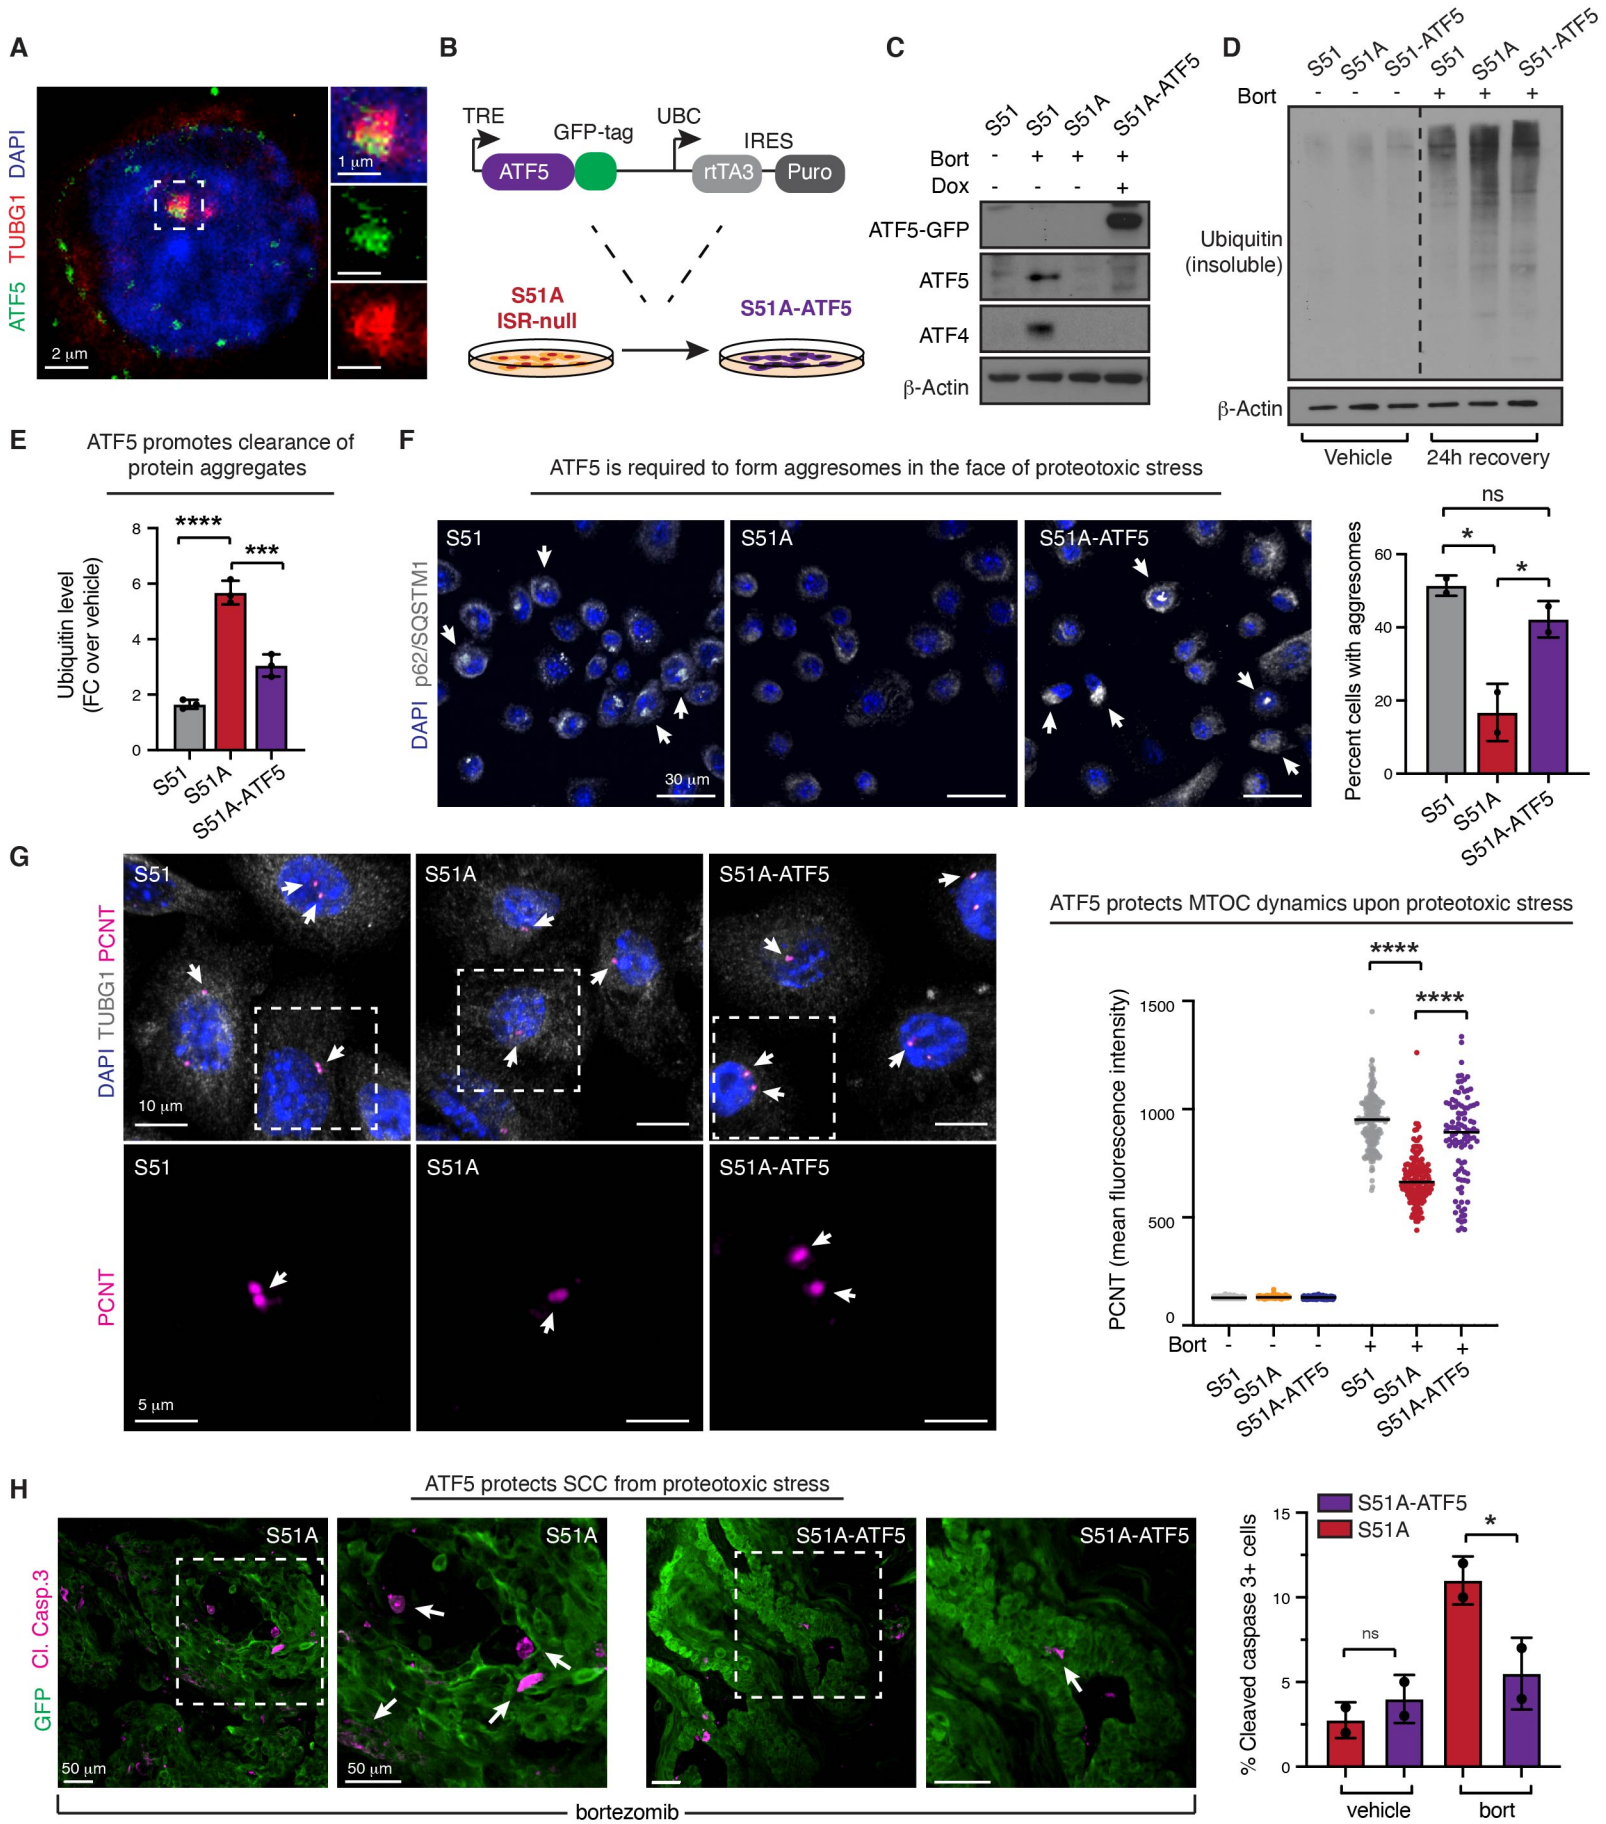 A
ATF5 TUBG1 DAPI
1 μm
2 μm
B
TRE
GFP-tag
UBC
IRES
ATF5
rtTA3
Puro
S51A
ISR-null
S51A-ATF5
C
S51
S51
S51A
S51A-ATF5
Bort - + + +
Dox - - - +
ATF5-GFP
ATF5
ATF4
β-Actin
D
S51
S51A
S51-ATF5
S51
S51A
S51-ATF5
Bort - - - + + +
Ubiquitin
(insoluble)
β-Actin
Vehicle
24h recovery
E
ATF5 promotes clearance of
protein aggregates
Ubiquitin level
(FC over vehicle)
8
6
4
2
0
****
***
S51
S51A
S51A-ATF5
F
ATF5 is required to form aggresomes in the face of proteotoxic stress
DAPI p62/SQSTM1
S51
S51A
S51A-ATF5
30 μm
Percent cells with aggresomes
60
40
20
0
ns
*
*
S51
S51A
S51A-ATF5
G
DAPI TUBG1 PCNT
S51
S51A
S51A-ATF5
10 μm
PCNT
S51
S51A
S51A-ATF5
5 μm
ATF5 protects MTOC dynamics upon proteotoxic stress
PCNT (mean fluorescence intensity)
1500
1000
500
0
****
****
Bort - - - + + +
S51
S51A
S51A-ATF5
S51
S51A
S51A-ATF5
H
ATF5 protects SCC from proteotoxic stress
GFP Cl. Casp.3
S51A
S51A
S51A-ATF5
S51A-ATF5
50 μm
50 μm
bortezomib
% Cleaved caspase 3+ cells
15
10
5
0
S51A-ATF5
S51A
ns
*
vehicle
bort